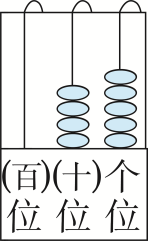 (百)(十)个
位 位 位